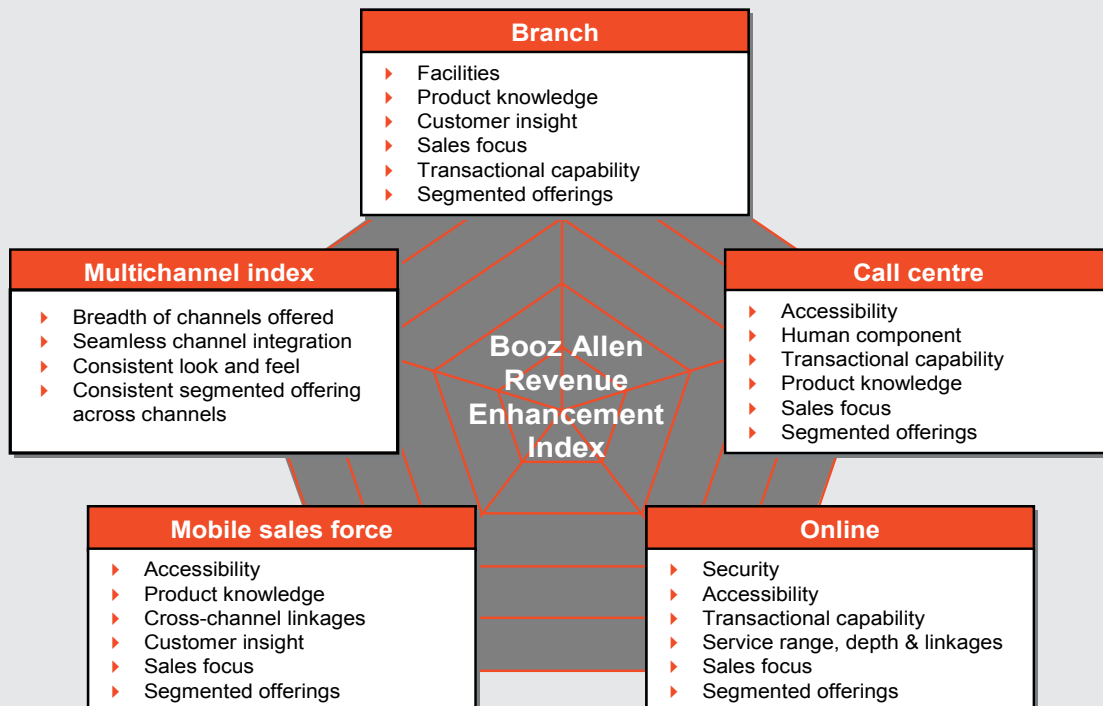 Branch
Facilities
Product knowledge
Customer insight
Sales focus
Transactional capability
Segmented offerings
Multichannel index
Breadth of channels offered
Seamless channel integration
Consistent look and feel
Consistent segmented offering
across channels
Booz Allen
Revenue
Enhancement
Index
Call centre
Accessibility
Human component
Transactional capability
Product knowledge
Sales focus
Segmented offerings
Mobile sales force
Accessibility
Product knowledge
Cross-channel linkages
Customer insight
Sales focus
Segmented offerings
Online
Security
Accessibility
Transactional capability
Service range, depth & linkages
Sales focus
Segmented offerings